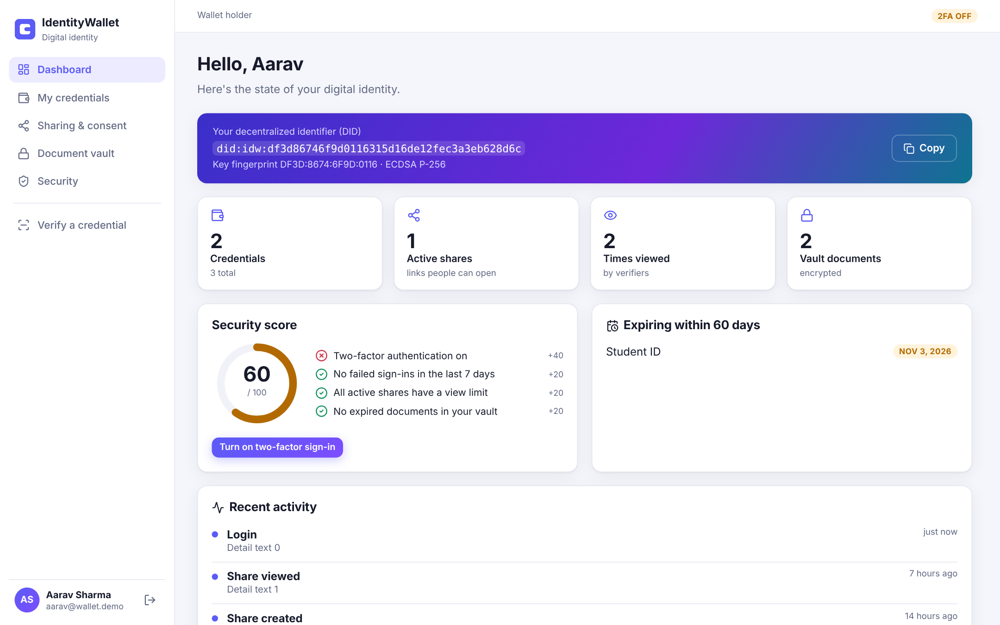 IdentityWallet
Digital identity
Dashboard
My credentials
Sharing & consent
Document vault
Security
Verify a credential
AS
Aarav Sharma
aarav@wallet.demo
Wallet holder
2FA OFF
Hello, Aarav
Here's the state of your digital identity.
Your decentralized identifier (DID)
did:idw:df3d86746f9d0116315d16de12fec3a3eb628d6c
Key fingerprint DF3D:8674:6F9D:0116 · ECDSA P-256
Copy
2
Credentials
3 total
1
Active shares
links people can open
2
Times viewed
by verifiers
2
Vault documents
encrypted
Security score
60
/ 100
Two-factor authentication on +40
No failed sign-ins in the last 7 days +20
All active shares have a view limit +20
No expired documents in your vault +20
Turn on two-factor sign-in
Expiring within 60 days
Student ID NOV 3, 2026
Recent activity
Login just now
Detail text 0
Share viewed 7 hours ago
Detail text 1
Share created 14 hours ago